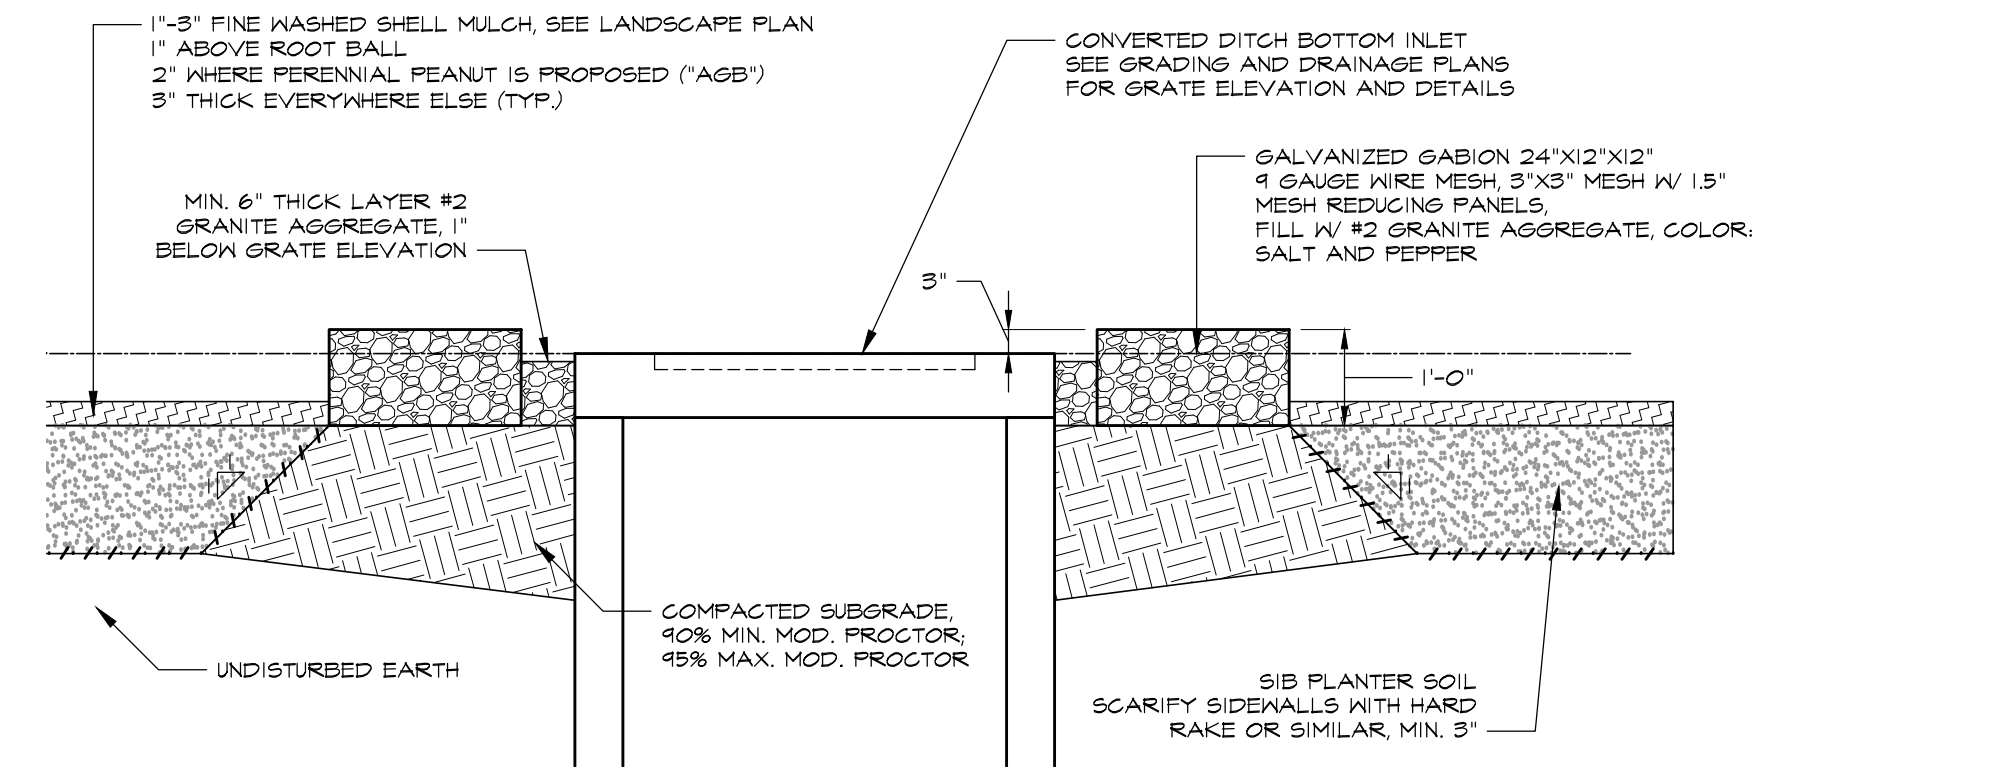 1"-3" FINE WASHED SHELL MULCH, SEE LANDSCAPE PLAN
1" ABOVE ROOT BALL
2" WHERE PERENNIAL PEANUT IS PROPOSED ("AGB")
3" THICK EVERYWHERE ELSE (TYP.)
CONVERTED DITCH BOTTOM INLET
SEE GRADING AND DRAINAGE PLANS
FOR GRATE ELEVATION AND DETAILS
GALVANIZED GABION 24"X12"X12"
9 GAUGE WIRE MESH, 3"X3" MESH W/ 1.5"
MESH REDUCING PANELS,
FILL W/ #2 GRANITE AGGREGATE, COLOR:
SALT AND PEPPER
MIN. 6" THICK LAYER #2
GRANITE AGGREGATE, 1"
BELOW GRATE ELEVATION
3"
1'-0"
1
1
1
1
COMPACTED SUBGRADE,
90% MIN. MOD. PROCTOR;
95% MAX. MOD. PROCTOR
UNDISTURBED EARTH
SIB PLANTER SOIL
SCARIFY SIDEWALLS WITH HARD
RAKE OR SIMILAR, MIN. 3"